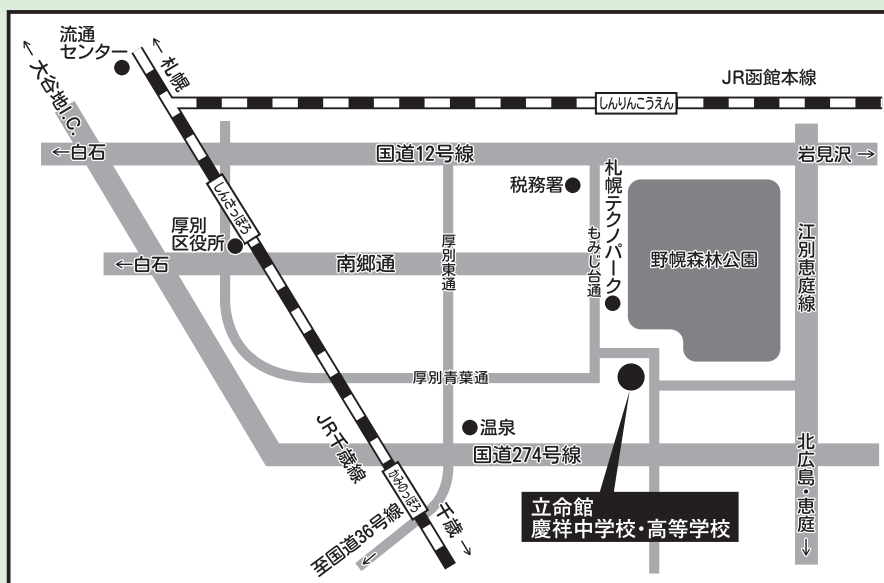 流通
センター
←大谷地I.C.
←札幌
JR函館本線
しんりんこうえん
←白石
国道12号線
岩見沢→
税務署
札幌テクノパーク
しんさっぽろ
厚別
区役所
←白石
南郷通
厚別東通
もみじ台通
野幌森林公園
江別恵庭線
厚別青葉通
温泉
JR千歳線
国道274号線
かみのっぽろ
北広島・恵庭→
千歳→
至国道36号線
←
立命館
慶祥中学校・高等学校